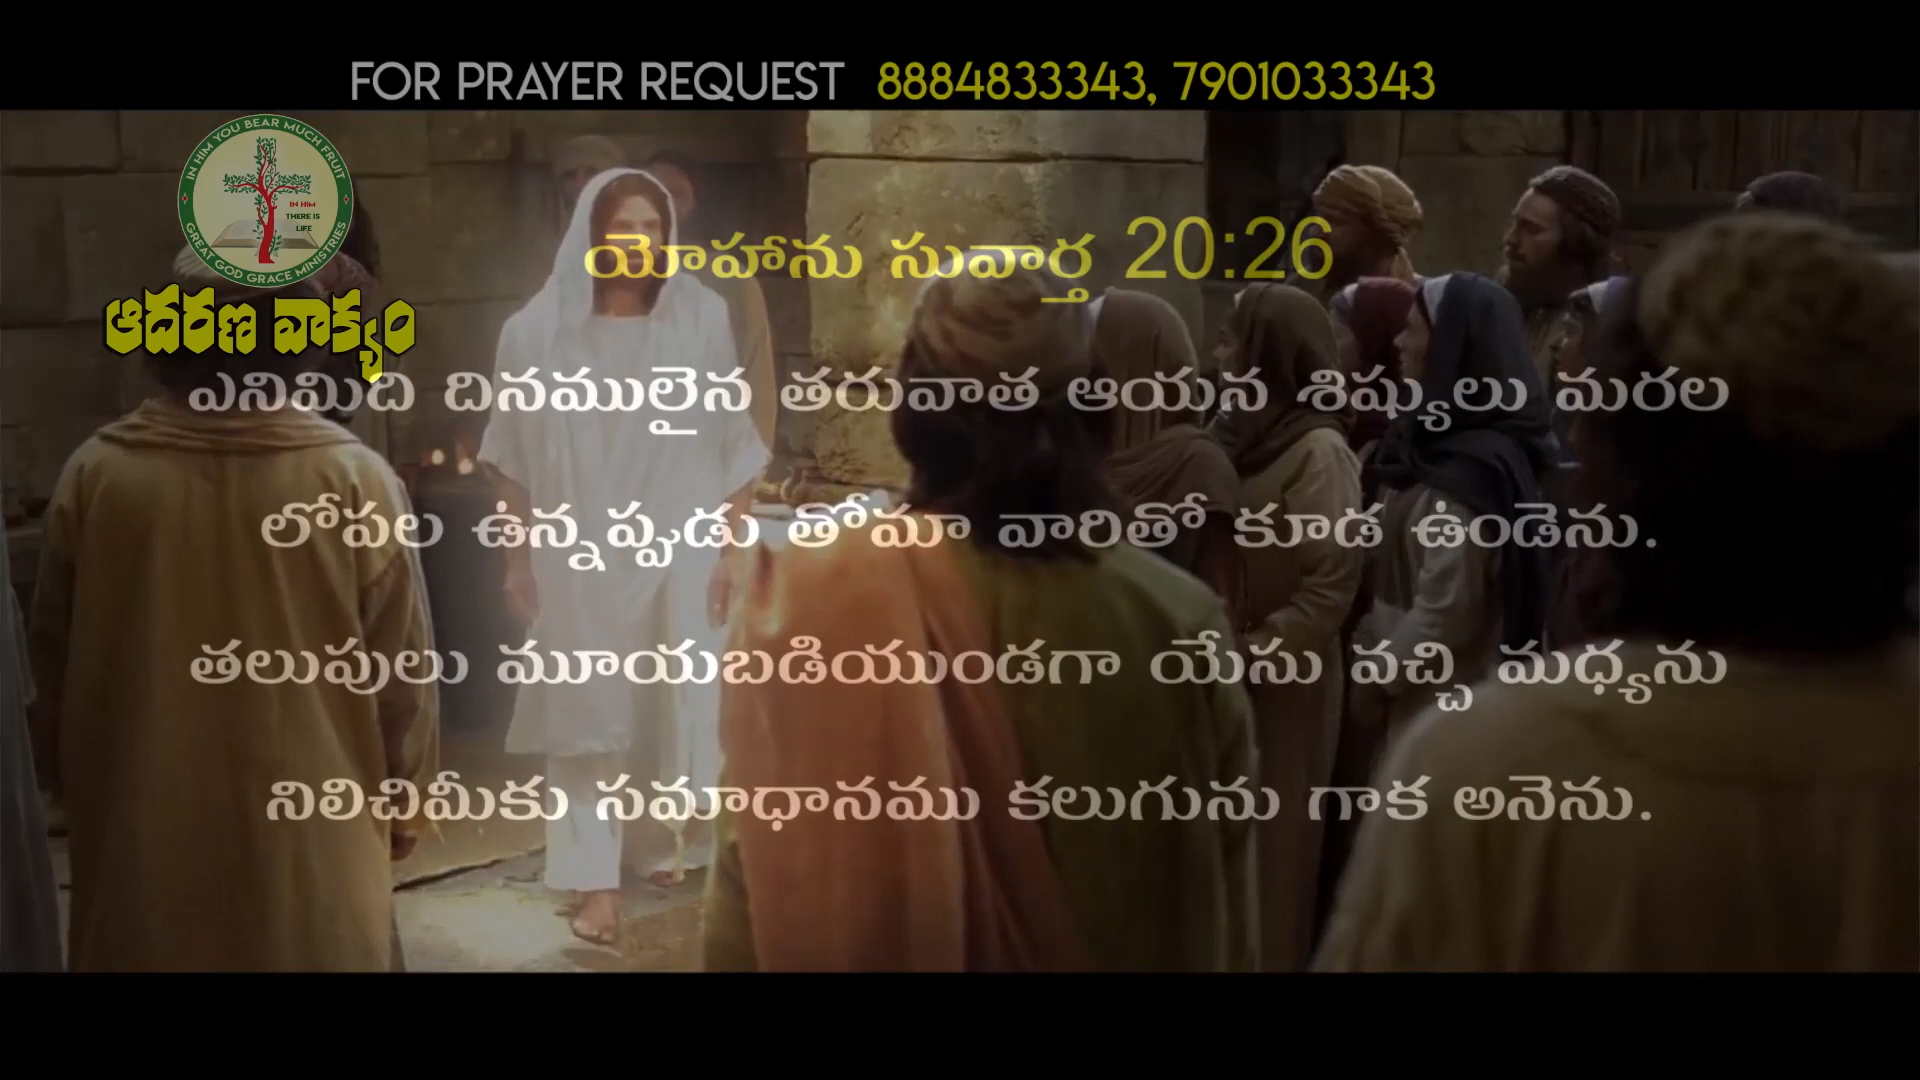 FOR PRAYER REQUEST 8884833343, 7901033343
IN HIM YOU BEAR MUCH FRUIT
IN HIM
THERE IS
LIFE
GREAT GOD GRACE MINISTRIES
ఆదరణ వాక్యం
యోహాను సువార్త 20:26
ఎనిమిది దినములైన తరువాత ఆయన శిష్యులు మరల
లోపల ఉన్నప్పుడు తోమా వారితో కూడ ఉండెను.
తలుపులు మూయబడియుండగా యేసు వచ్చి మధ్యను
నిలిచిమీకు సమాధానము కలుగును గాక అనెను.